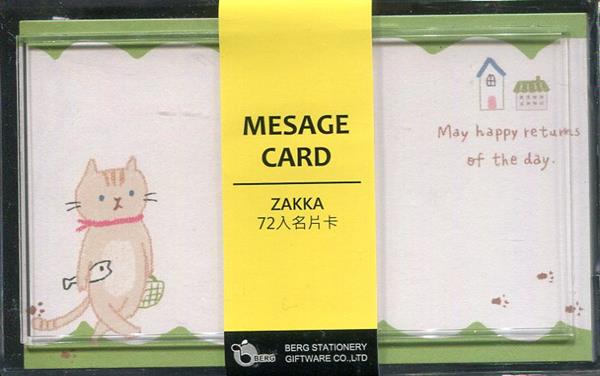 MESAGE
CARD
ZAKKA
72入名片卡
BERG
BERG STATIONERY
GIFTWARE CO.,LTD
May happy returns
of the day.